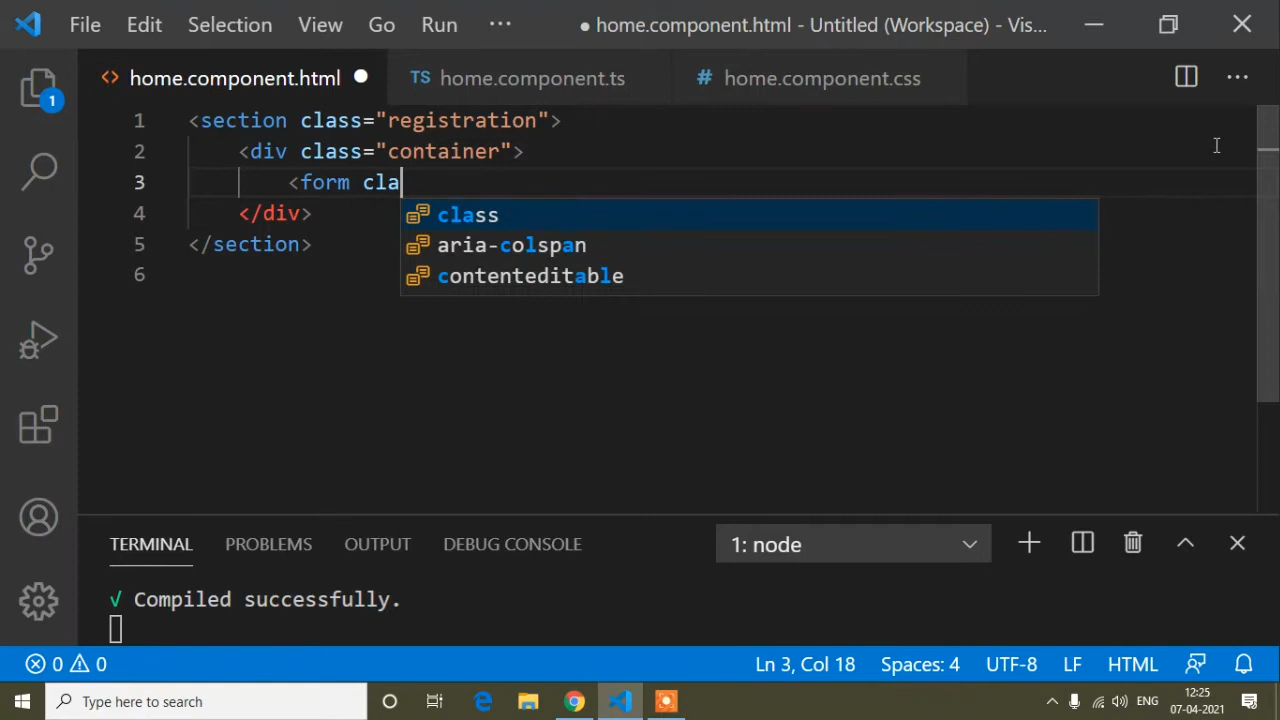 File Edit Selection View Go Run ··· ● home.component.html - Untitled (Workspace) - Vis...
<> home.component.html ● TS home.component.ts # home.component.css ···
1 <section class="registration">
2 <div class="container">
3 <form cla
4 </div>
5 </section>
6
class
aria-colspan
contenteditable
1
TERMINAL PROBLEMS OUTPUT DEBUG CONSOLE 1: node
√ Compiled successfully.
0 0 Ln 3, Col 18 Spaces: 4 UTF-8 LF HTML
Type here to search ENG 12:25
07-04-2021